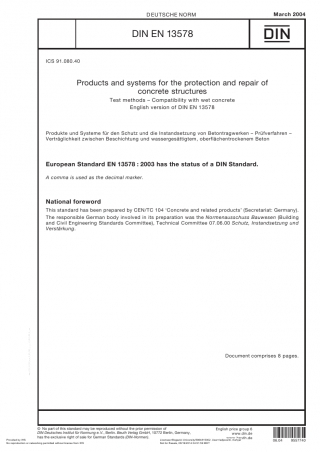 DEUTSCHE NORM
March 2004
DIN EN 13578
DIN
ICS 91.080.40
Products and systems for the protection and repair of
concrete structures
Test methods – Compatibility with wet concrete
English version of DIN EN 13578
Produkte und Systeme für den Schutz und die Instandsetzung von Betontragwerken – Prüfverfahren –
Verträglichkeit zwischen Beschichtung und wassergesättigtem, oberflächentrockenem Beton
European Standard EN 13578 : 2003 has the status of a DIN Standard.
A comma is used as the decimal marker.
National foreword
This standard has been prepared by CEN/TC 104 'Concrete and related products' (Secretariat: Germany).
The responsible German body involved in its preparation was the Normenausschuss Bauwesen (Building
and Civil Engineering Standards Committee), Technical Committee 07.06.00 Schutz, Instandsetzung und
Verstärkung.
Document comprises 8 pages.
© No part of this standard may be reproduced without the prior permission of
DIN Deutsches Institut für Normung e.V., Berlin. Beuth Verlag GmbH, 10772 Berlin, Germany,
has the exclusive right of sale for German Standards (DIN-Normen).
English price group
www.din.de